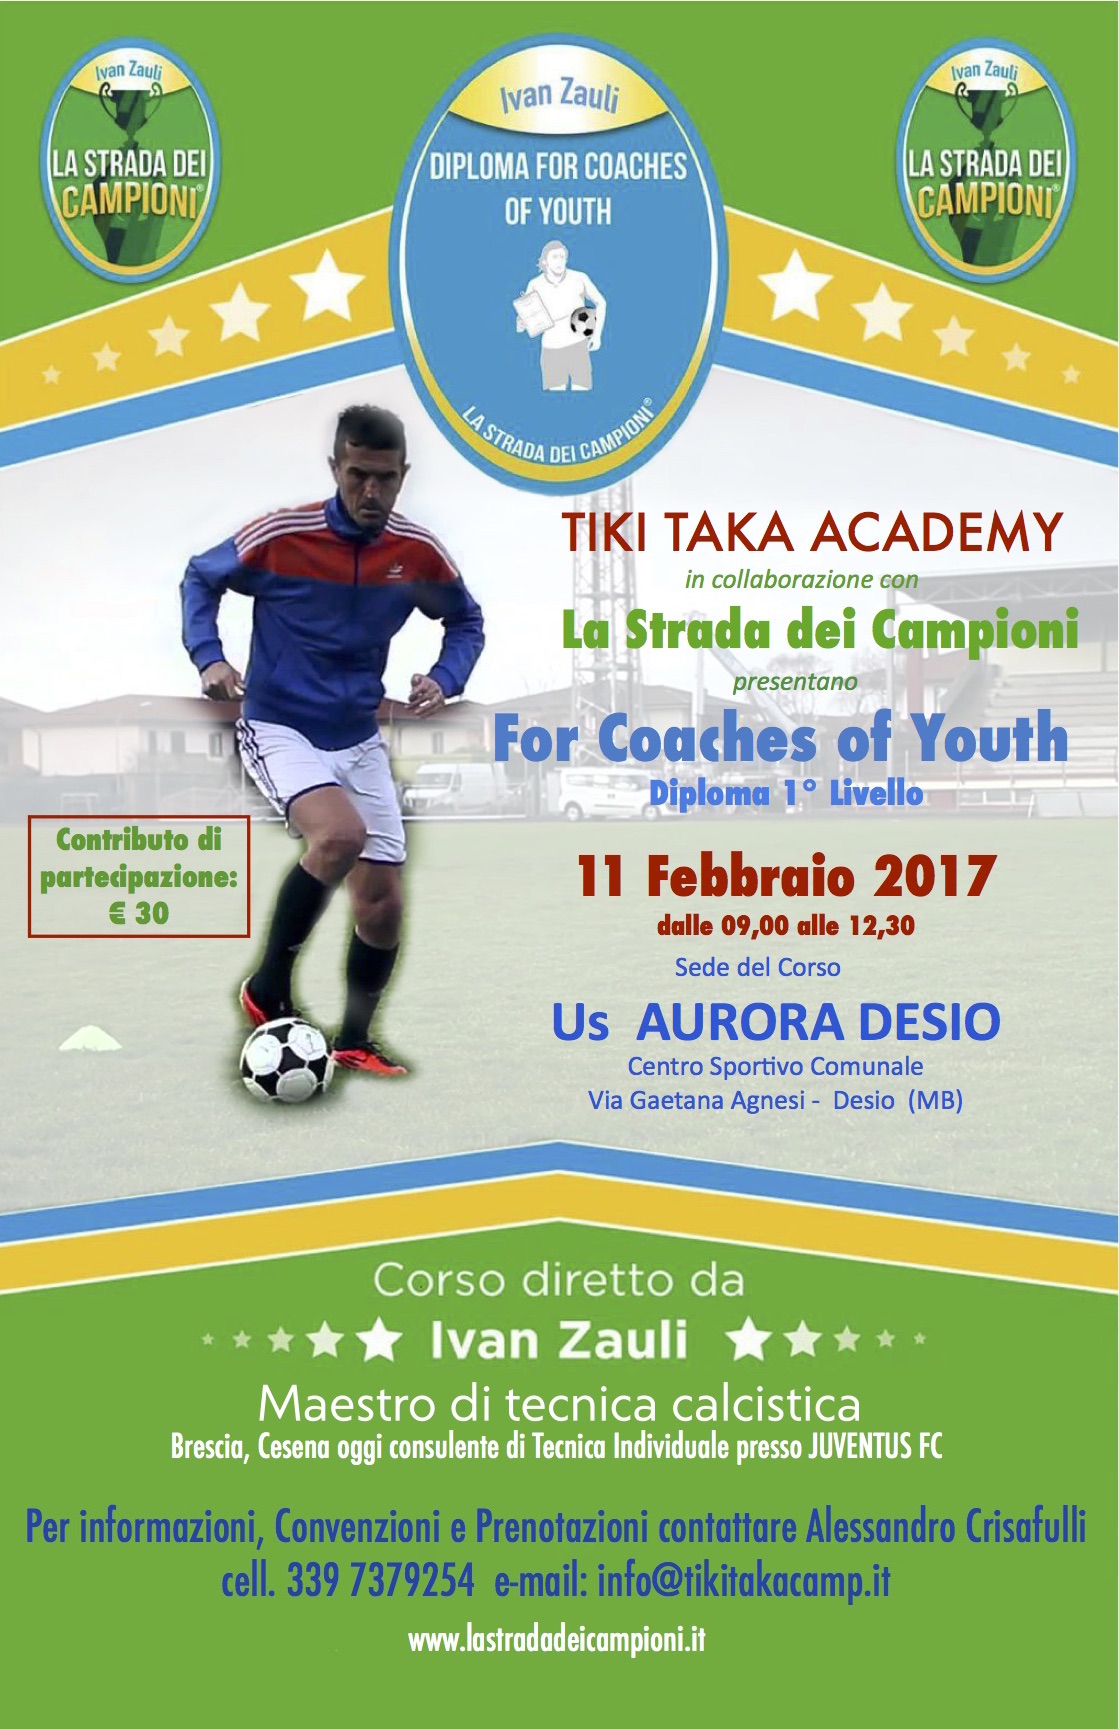 Ivan Zauli
LA STRADA DEI
CAMPIONI®
Ivan Zauli
DIPLOMA FOR COACHES
OF YOUTH
LA STRADA DEI CAMPIONI®
Ivan Zauli
LA STRADA DEI
CAMPIONI®
TIKI TAKA ACADEMY
in collaborazione con
La Strada dei Campioni
presentano
For Coaches of Youth
Diploma 1° Livello
Contributo di
partecipazione:
€ 30
11 Febbraio 2017
dalle 09,00 alle 12,30
Sede del Corso
Us AURORA DESIO
Centro Sportivo Comunale
Via Gaetana Agnesi - Desio (MB)
Corso diretto da
Ivan Zauli
Maestro di tecnica calcistica
Brescia, Cesena oggi consulente di Tecnica Individuale presso JUVENTUS FC
Per informazioni, Convenzioni e Prenotazioni contattare Alessandro Crisafulli
cell. 339 7379254 e-mail: info@tikitakacamp.it
www.lastradadeicampioni.it